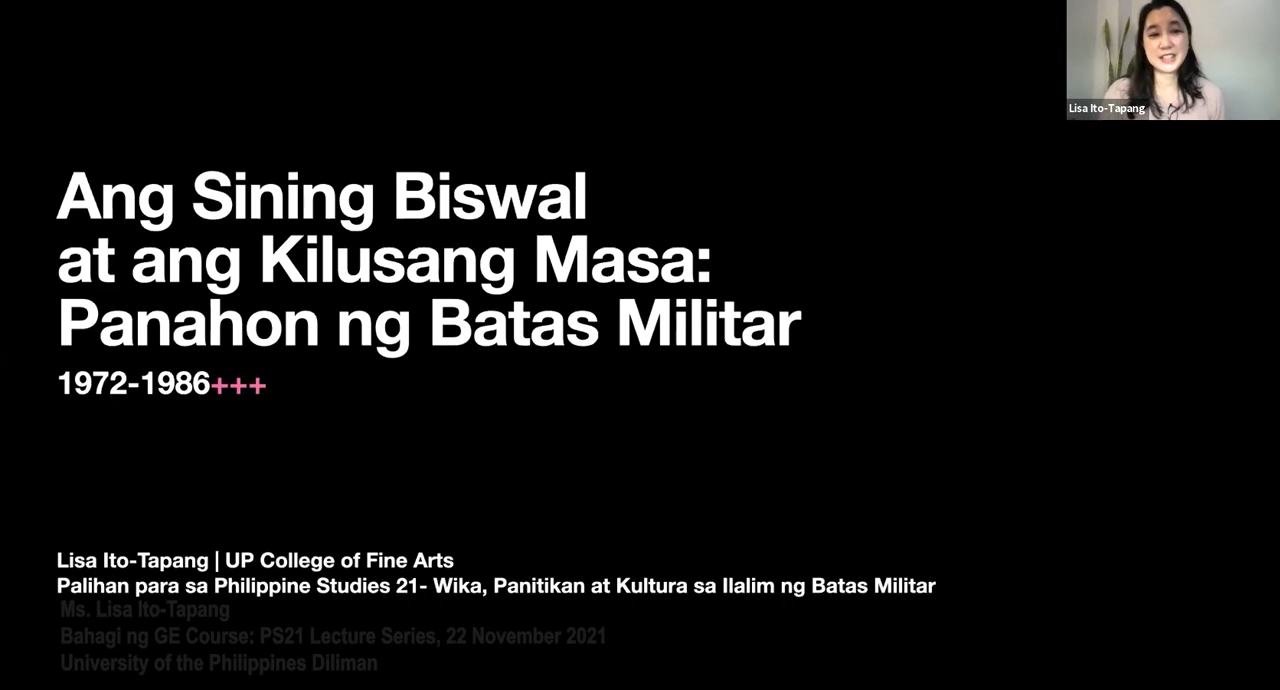 Lisa Ito-Tapang
Ang Sining Biswal
at ang Kilusang Masa:
Panahon ng Batas Militar
1972-1986+++
Lisa Ito-Tapang | UP College of Fine Arts
Palihan para sa Philippine Studies 21- Wika, Panitikan at Kultura sa Ilalim ng Batas Militar
Ms. Lisa Ito-Tapang
Bahagi ng GE Course: PS21 Lecture Series, 22 November 2021
University of the Philippines Diliman